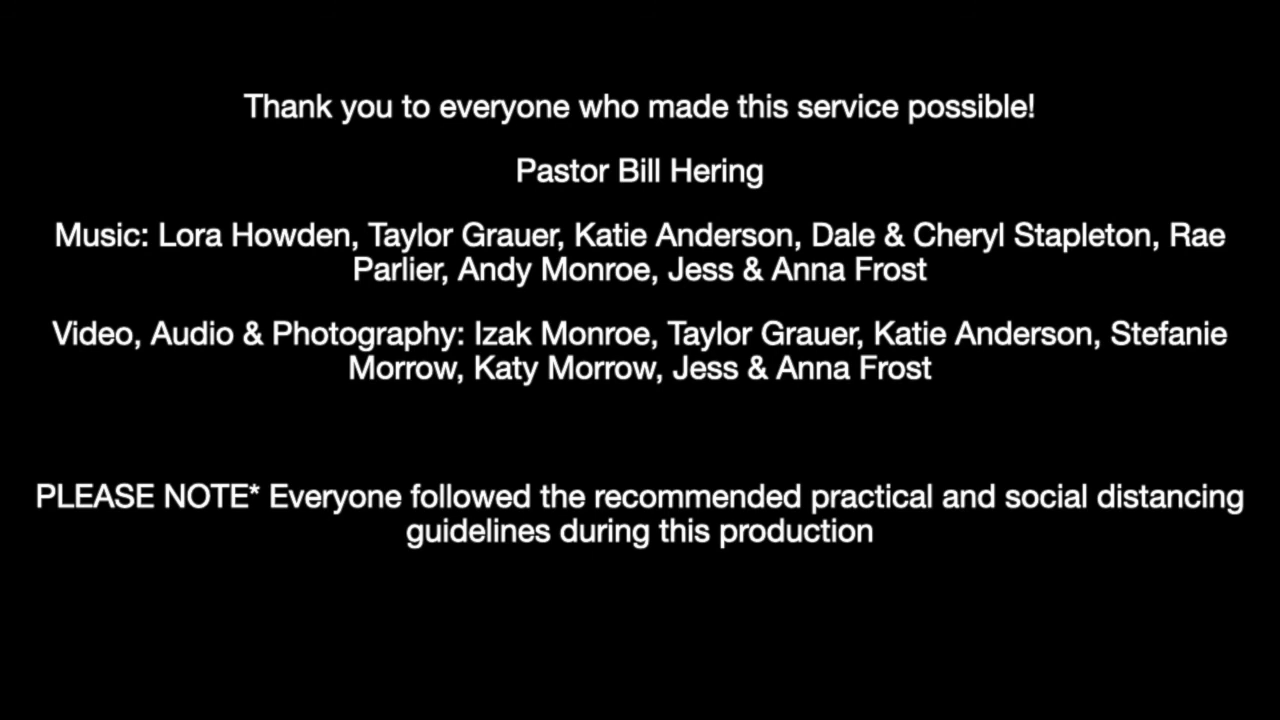 Thank you to everyone who made this service possible!
Pastor Bill Hering
Music: Lora Howden, Taylor Grauer, Katie Anderson, Dale & Cheryl Stapleton, Rae
Parlier, Andy Monroe, Jess & Anna Frost
Video, Audio & Photography: Izak Monroe, Taylor Grauer, Katie Anderson, Stefanie
Morrow, Katy Morrow, Jess & Anna Frost
PLEASE NOTE* Everyone followed the recommended practical and social distancing
guidelines during this production